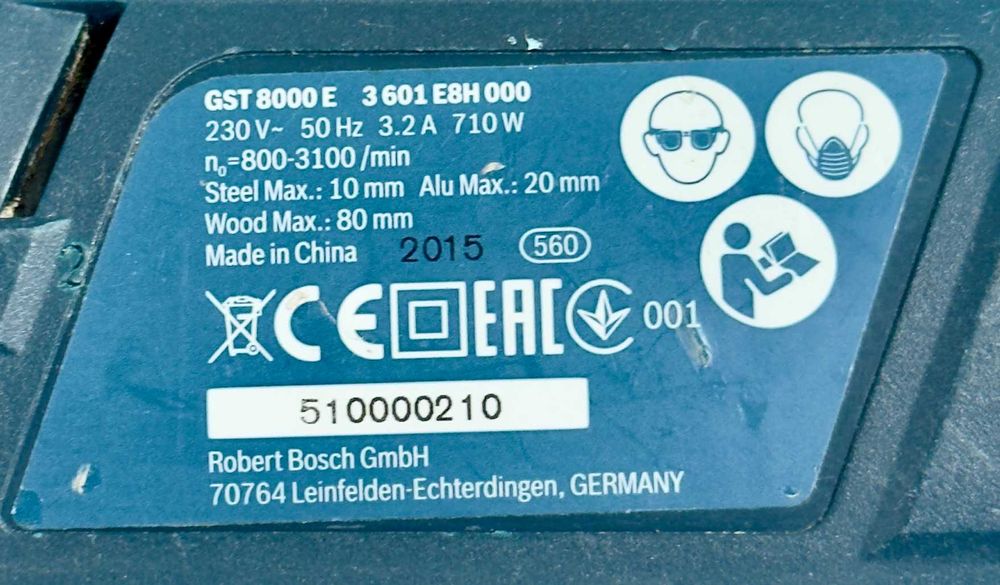 GST 8000 E 3 601 E8H 000
230 V~ 50 Hz 3.2 A 710 W
n₀=800-3100 /min
Steel Max.: 10 mm Alu Max.: 20 mm
Wood Max.: 80 mm
Made in China 2015 560
CE EAC 001
510000210
Robert Bosch GmbH
70764 Leinfelden-Echterdingen, GERMANY
2